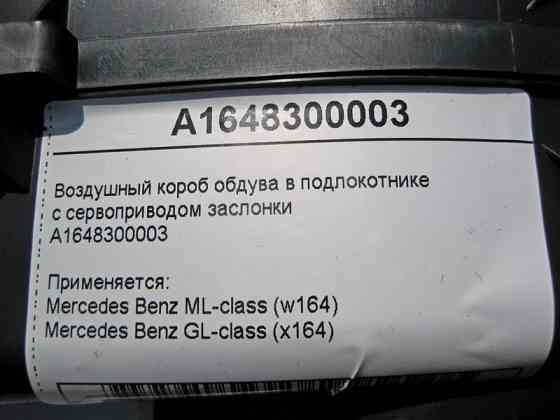 A1648300003
Воздушный короб обдува в подлокотнике
с сервоприводом заслонки
A1648300003
Применяется:
Mercedes Benz ML-class (w164)
Mercedes Benz GL-class (x164)